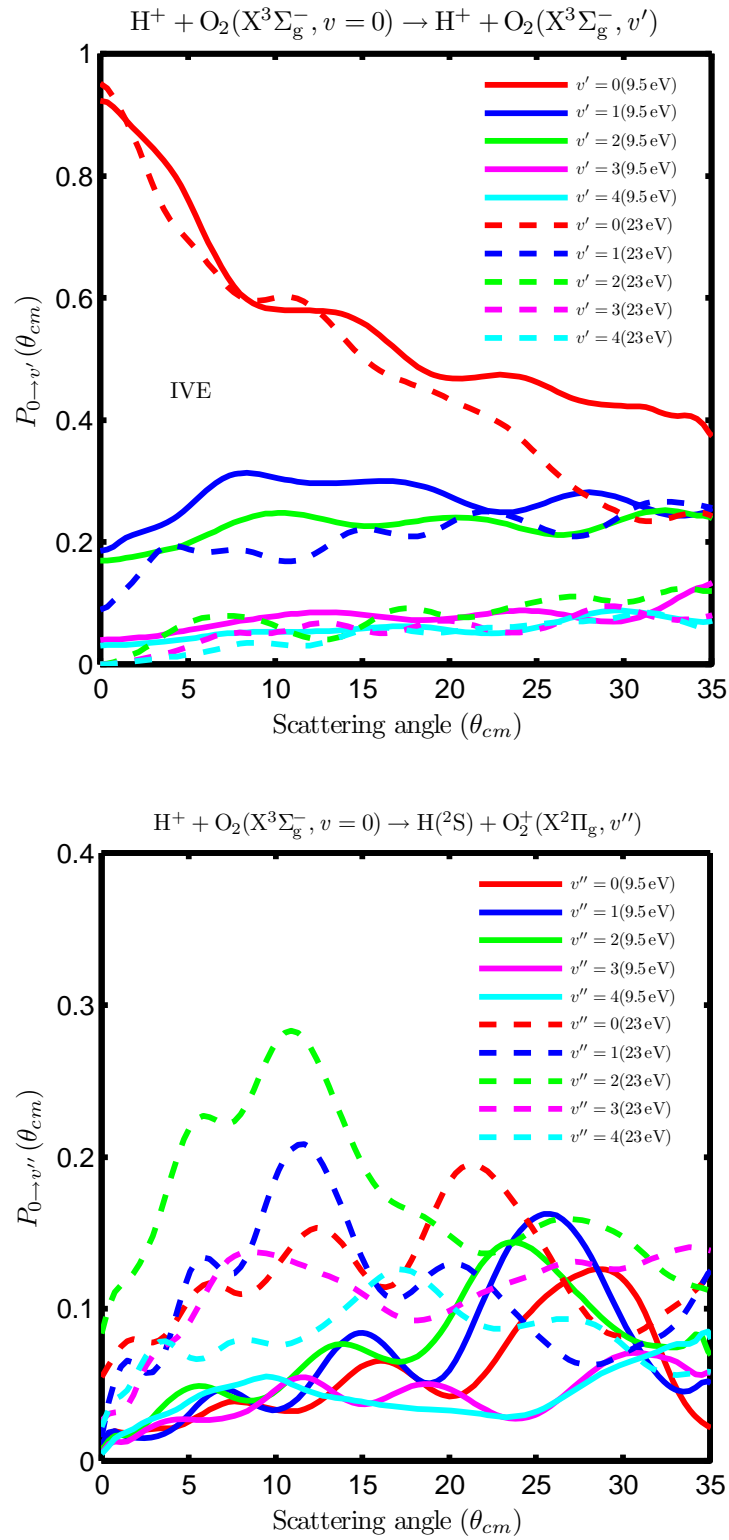 H⁺ + O₂(X³Σg⁻, v = 0) → H⁺ + O₂(X³Σg⁻, v′)
1
0.8
0.6
0.4
0.2
0
P₀→v′(θcm)
v′ = 0(9.5 eV)
v′ = 1(9.5 eV)
v′ = 2(9.5 eV)
v′ = 3(9.5 eV)
v′ = 4(9.5 eV)
v′ = 0(23 eV)
v′ = 1(23 eV)
v′ = 2(23 eV)
v′ = 3(23 eV)
v′ = 4(23 eV)
IVE
0 5 10 15 20 25 30 35
Scattering angle (θcm)
H⁺ + O₂(X³Σg⁻, v = 0) → H(²S) + O₂⁺(X²Πg, v″)
0.4
0.3
0.2
0.1
0
P₀→v″(θcm)
v″ = 0(9.5 eV)
v″ = 1(9.5 eV)
v″ = 2(9.5 eV)
v″ = 3(9.5 eV)
v″ = 4(9.5 eV)
v″ = 0(23 eV)
v″ = 1(23 eV)
v″ = 2(23 eV)
v″ = 3(23 eV)
v″ = 4(23 eV)
0 5 10 15 20 25 30 35
Scattering angle (θcm)